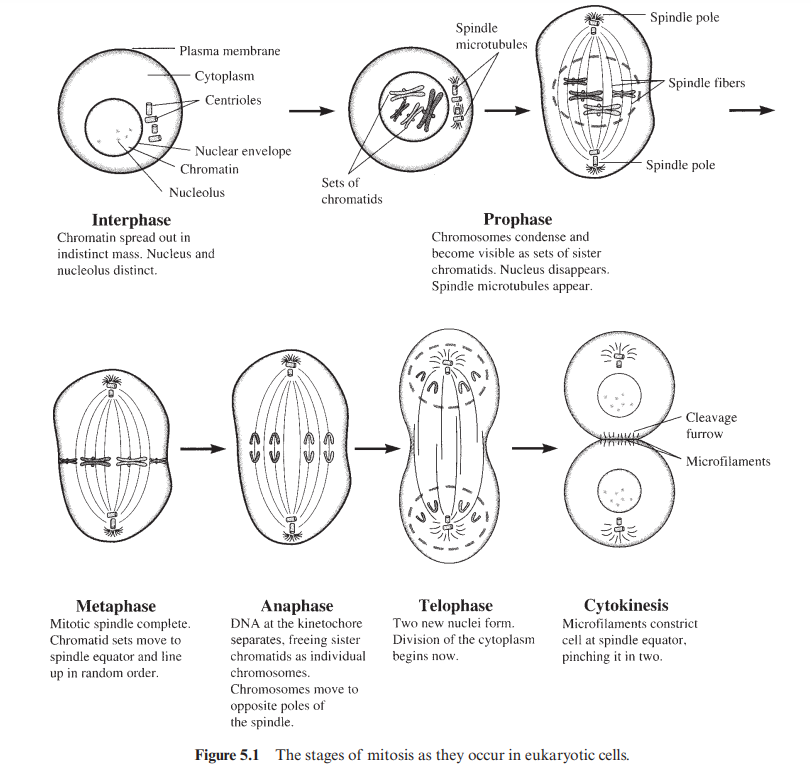 Plasma membrane
Cytoplasm
Centrioles
Nuclear envelope
Chromatin
Nucleolus
Interphase
Chromatin spread out in
indistinct mass. Nucleus and
nucleolus distinct.
Spindle
microtubules
Sets of
chromatids
Spindle pole
Spindle fibers
Spindle pole
Prophase
Chromosomes condense and
become visible as sets of sister
chromatids. Nucleus disappears.
Spindle microtubules appear.
Cleavage
furrow
Microfilaments
Metaphase
Mitotic spindle complete.
Chromatid sets move to
spindle equator and line
up in random order.
Anaphase
DNA at the kinetochore
separates, freeing sister
chromatids as individual
chromosomes.
Chromosomes move to
opposite poles of
the spindle.
Telophase
Two new nuclei form.
Division of the cytoplasm
begins now.
Cytokinesis
Microfilaments constrict
cell at spindle equator,
pinching it in two.
Figure 5.1 The stages of mitosis as they occur in eukaryotic cells.